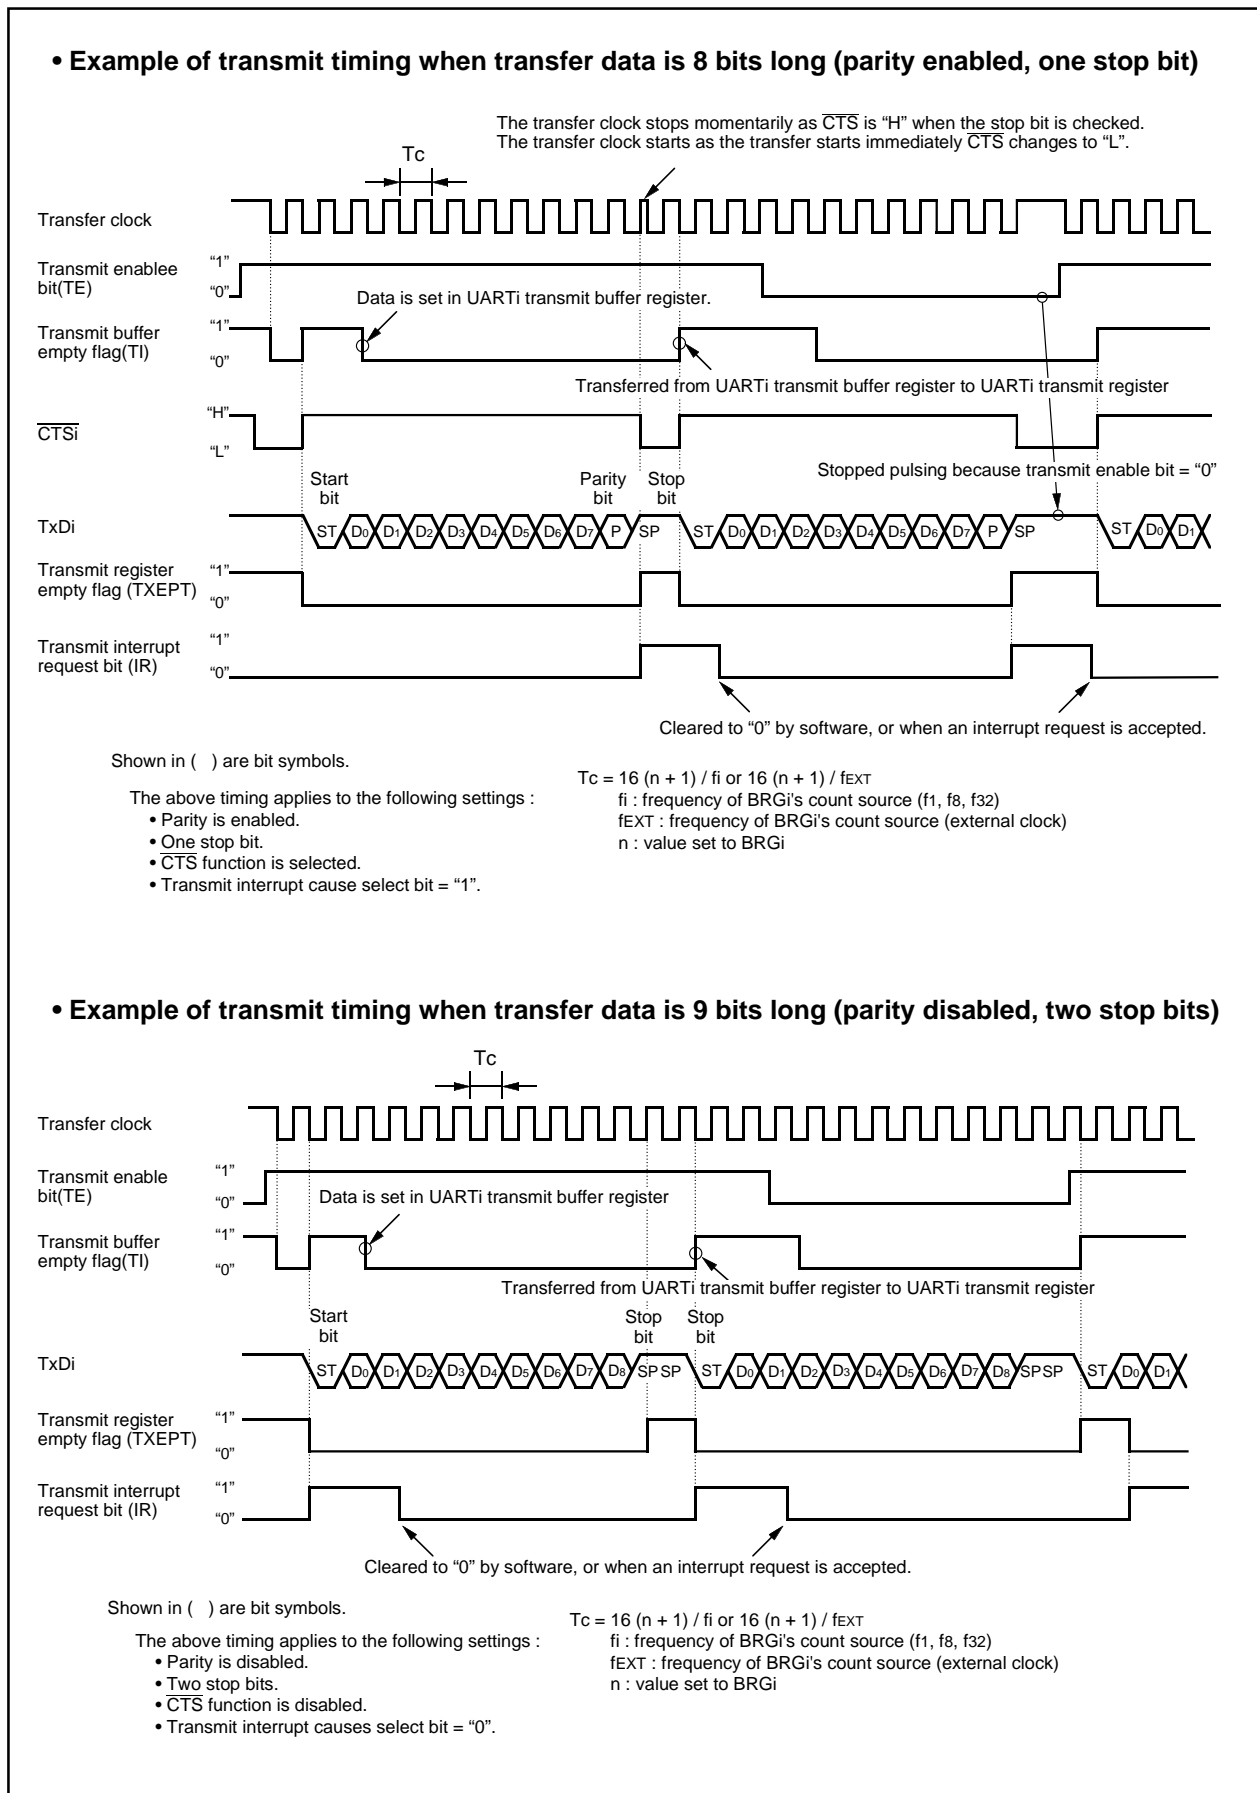 • Example of transmit timing when transfer data is 8 bits long (parity enabled, one stop bit)
The transfer clock stops momentarily as CTS is “H” when the stop bit is checked.
The transfer clock starts as the transfer starts immediately CTS changes to “L”.
Tc
Transfer clock
Transmit enablee
bit(TE)
“1”
“0”
Data is set in UARTi transmit buffer register.
Transmit buffer
empty flag(TI)
“1”
“0”
Transferred from UARTi transmit buffer register to UARTi transmit register
CTSi
“H”
“L”
Stopped pulsing because transmit enable bit = “0”
Start
bit
Parity
bit
Stop
bit
TxDi
ST D0 D1 D2 D3 D4 D5 D6 D7 P SP ST D0 D1 D2 D3 D4 D5 D6 D7 P SP ST D0 D1
Transmit register
empty flag (TXEPT)
“1”
“0”
Transmit interrupt
request bit (IR)
“1”
“0”
Cleared to “0” by software, or when an interrupt request is accepted.
Shown in ( ) are bit symbols.
The above timing applies to the following settings :
• Parity is enabled.
• One stop bit.
• CTS function is selected.
• Transmit interrupt cause select bit = “1”.
Tc = 16 (n + 1) / fi or 16 (n + 1) / fEXT
fi : frequency of BRGi's count source (f1, f8, f32)
fEXT : frequency of BRGi's count source (external clock)
n : value set to BRGi
• Example of transmit timing when transfer data is 9 bits long (parity disabled, two stop bits)
Tc
Transfer clock
Transmit enable
bit(TE)
“1”
“0”
Data is set in UARTi transmit buffer register
Transmit buffer
empty flag(TI)
“1”
“0”
Transferred from UARTi transmit buffer register to UARTi transmit register
Start
bit
Stop
bit
Stop
bit
TxDi
ST D0 D1 D2 D3 D4 D5 D6 D7 D8 SP SP ST D0 D1 D2 D3 D4 D5 D6 D7 D8 SP SP ST D0 D1
Transmit register
empty flag (TXEPT)
“1”
“0”
Transmit interrupt
request bit (IR)
“1”
“0”
Cleared to “0” by software, or when an interrupt request is accepted.
Shown in ( ) are bit symbols.
The above timing applies to the following settings :
• Parity is disabled.
• Two stop bits.
• CTS function is disabled.
• Transmit interrupt causes select bit = “0”.
Tc = 16 (n + 1) / fi or 16 (n + 1) / fEXT
fi : frequency of BRGi's count source (f1, f8, f32)
fEXT : frequency of BRGi's count source (external clock)
n : value set to BRGi